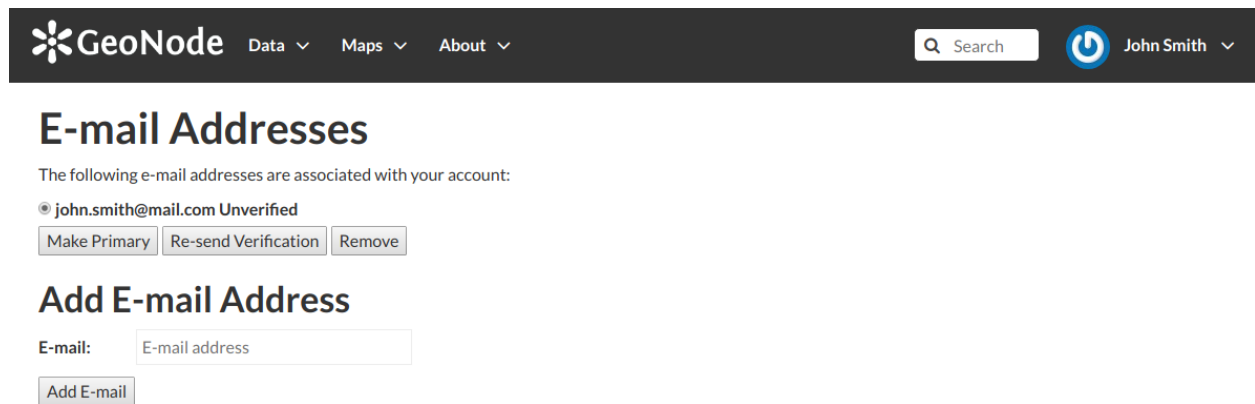 GeoNode Data Maps About Search John Smith
E-mail Addresses
The following e-mail addresses are associated with your account:
john.smith@mail.com Unverified
Make Primary Re-send Verification Remove
Add E-mail Address
E-mail: E-mail address
Add E-mail